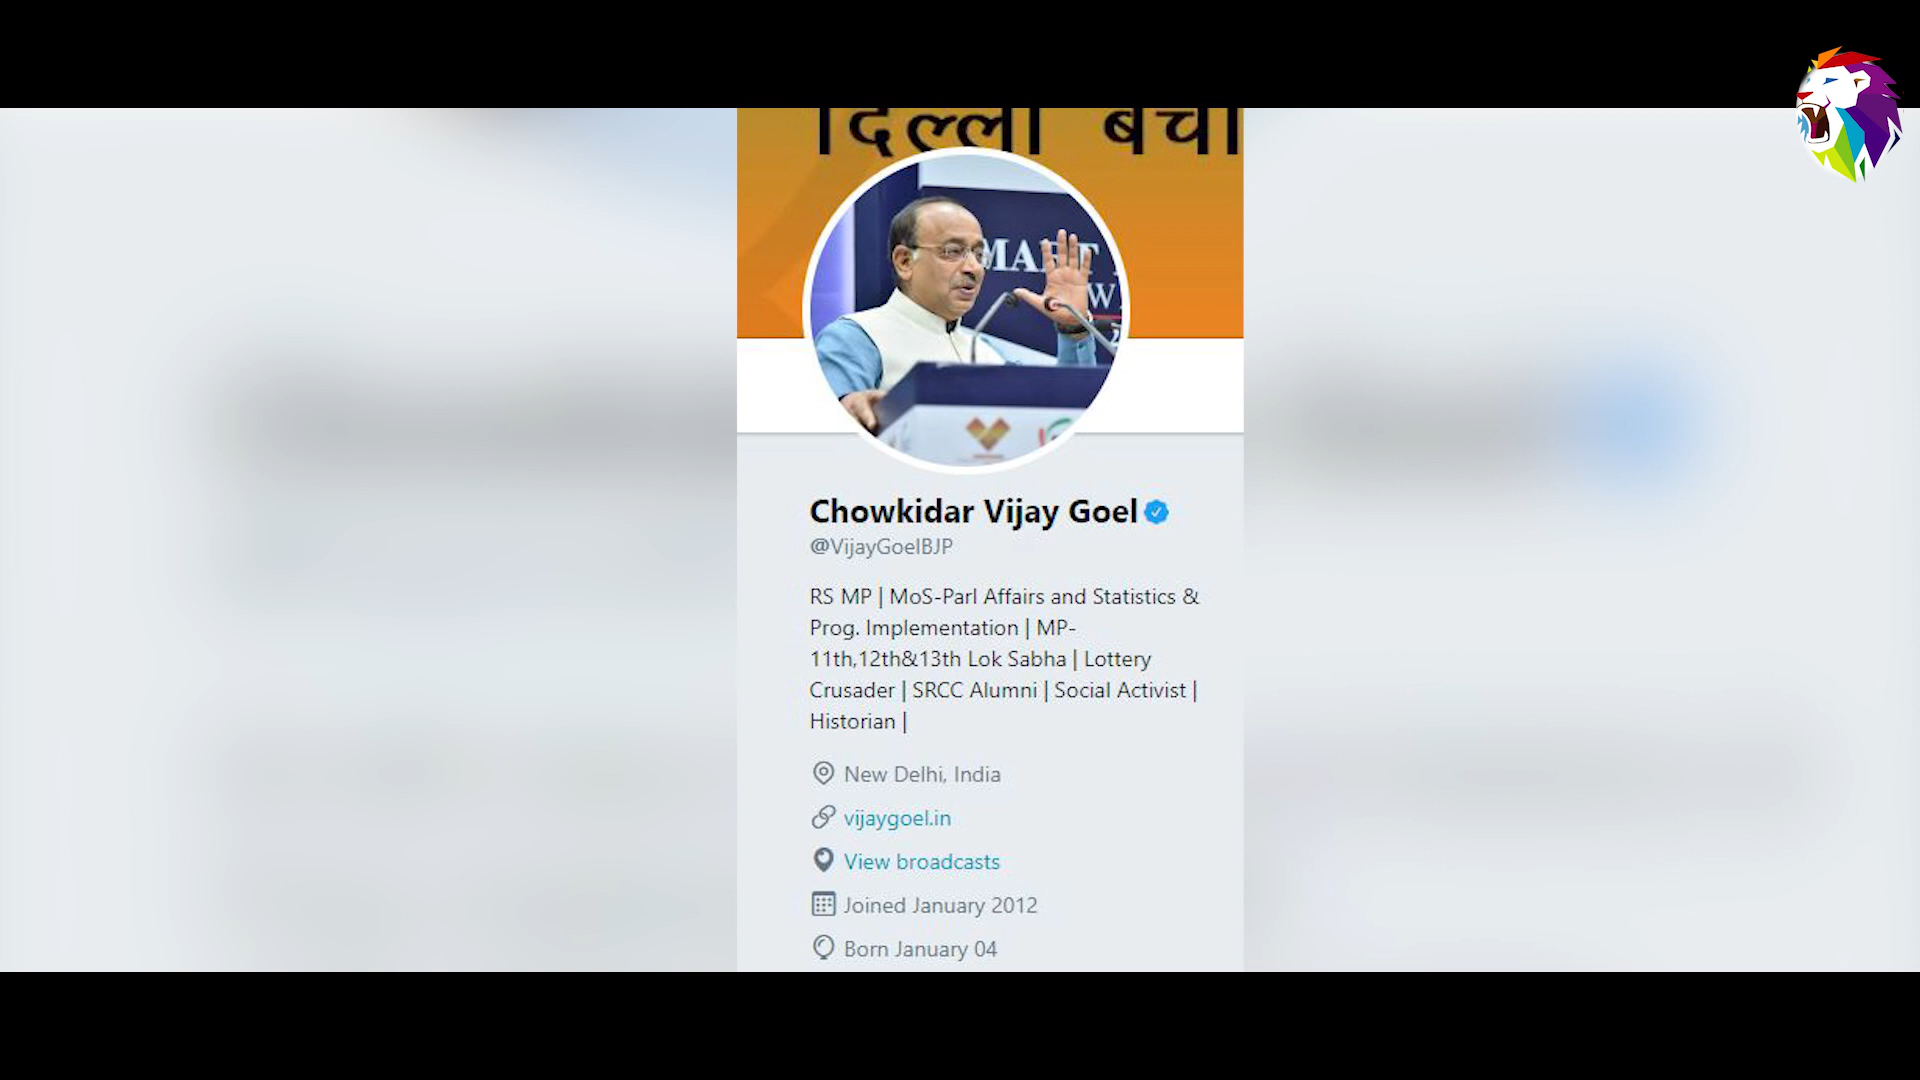 दिल्ली बचा
MART
W
Chowkidar Vijay Goel
@VijayGoelBJP
RS MP | MoS-Parl Affairs and Statistics &
Prog. Implementation | MP-
11th,12th&13th Lok Sabha | Lottery
Crusader | SRCC Alumni | Social Activist |
Historian |
New Delhi, India
vijaygoel.in
View broadcasts
Joined January 2012
Born January 04